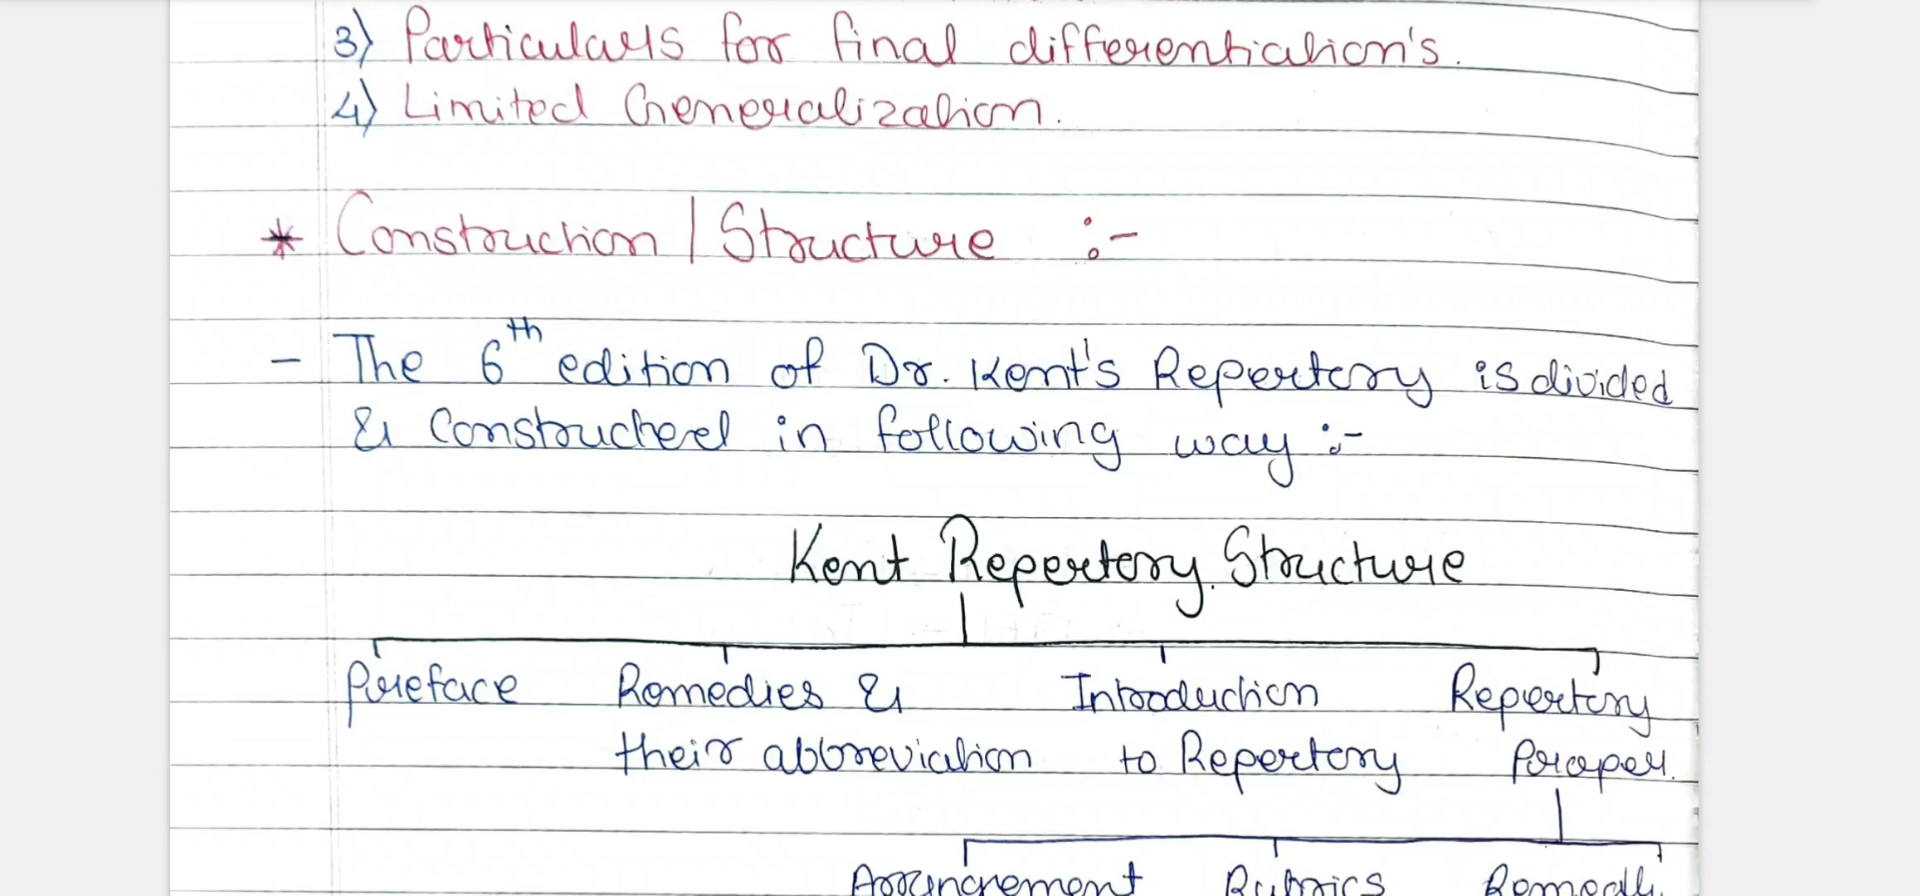 3) Particulars for final differentiation's.
4) Limited Generalization.
* Construction / Structure :-
- The 6th edition of Dr. Kent's Repertory is divided
& Constructed in following way :-
Kent Repertory Structure
Preface Remedies & Introduction Repertory
their abbreviation to Repertory Proper.
Arrangement Rubrics